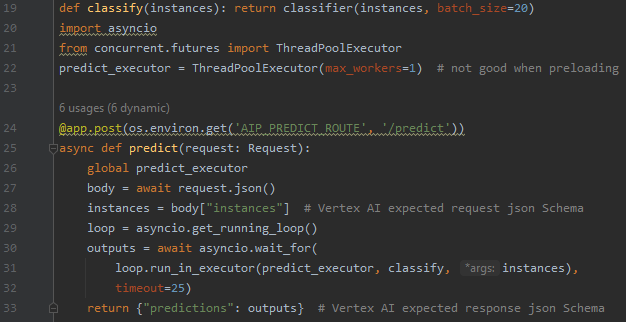 19 def classify(instances): return classifier(instances, batch_size=20)
20 import asyncio
21 from concurrent.futures import ThreadPoolExecutor
22 predict_executor = ThreadPoolExecutor(max_workers=1)  # not good when preloading
23
6 usages (6 dynamic)
24 @app.post(os.environ.get('AIP_PREDICT_ROUTE', '/predict'))
25 async def predict(request: Request):
26     global predict_executor
27     body = await request.json()
28     instances = body["instances"]  # Vertex AI expected request json Schema
29     loop = asyncio.get_running_loop()
30     outputs = await asyncio.wait_for(
31         loop.run_in_executor(predict_executor, classify, *args: instances),
32         timeout=25)
33     return {"predictions": outputs}  # Vertex AI expected response json Schema